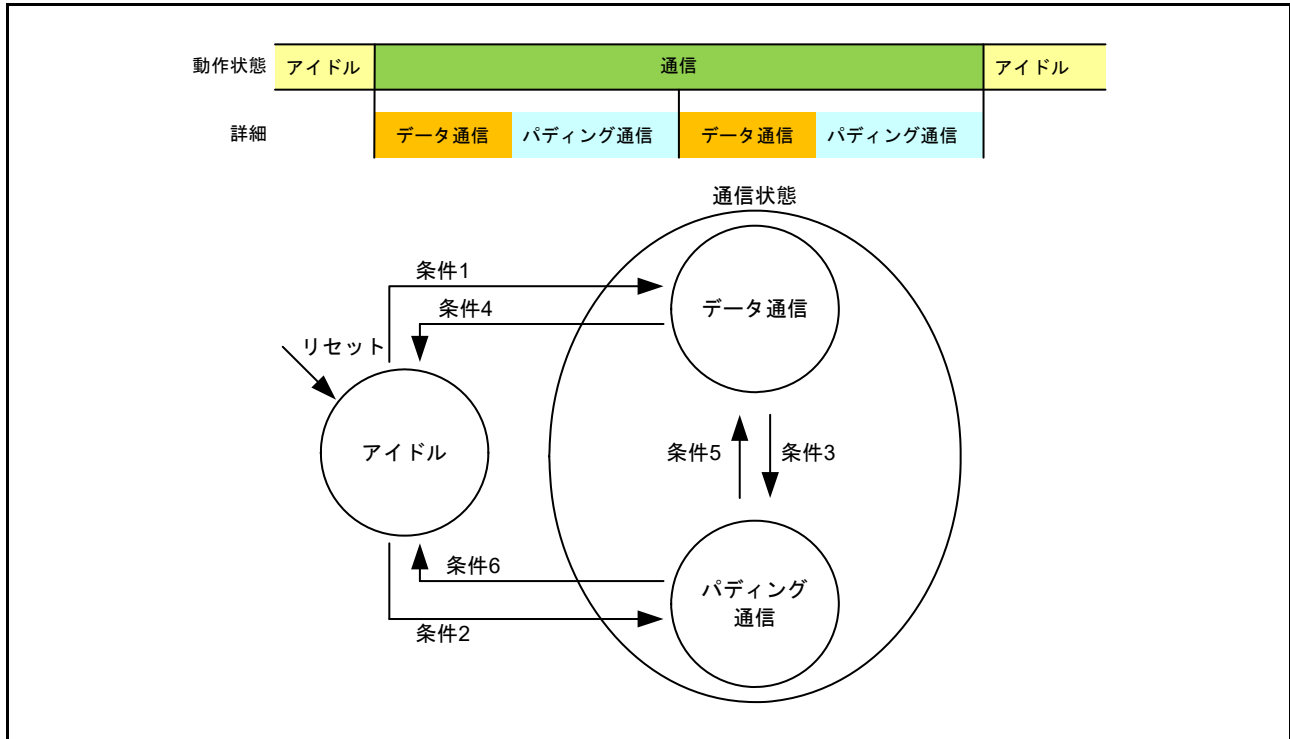 動作状態 アイドル 通信 アイドル
詳細 データ通信 パディング通信 データ通信 パディング通信
通信状態
条件1
データ通信
条件4
リセット
アイドル
条件5 条件3
条件6
パディング
通信
条件2